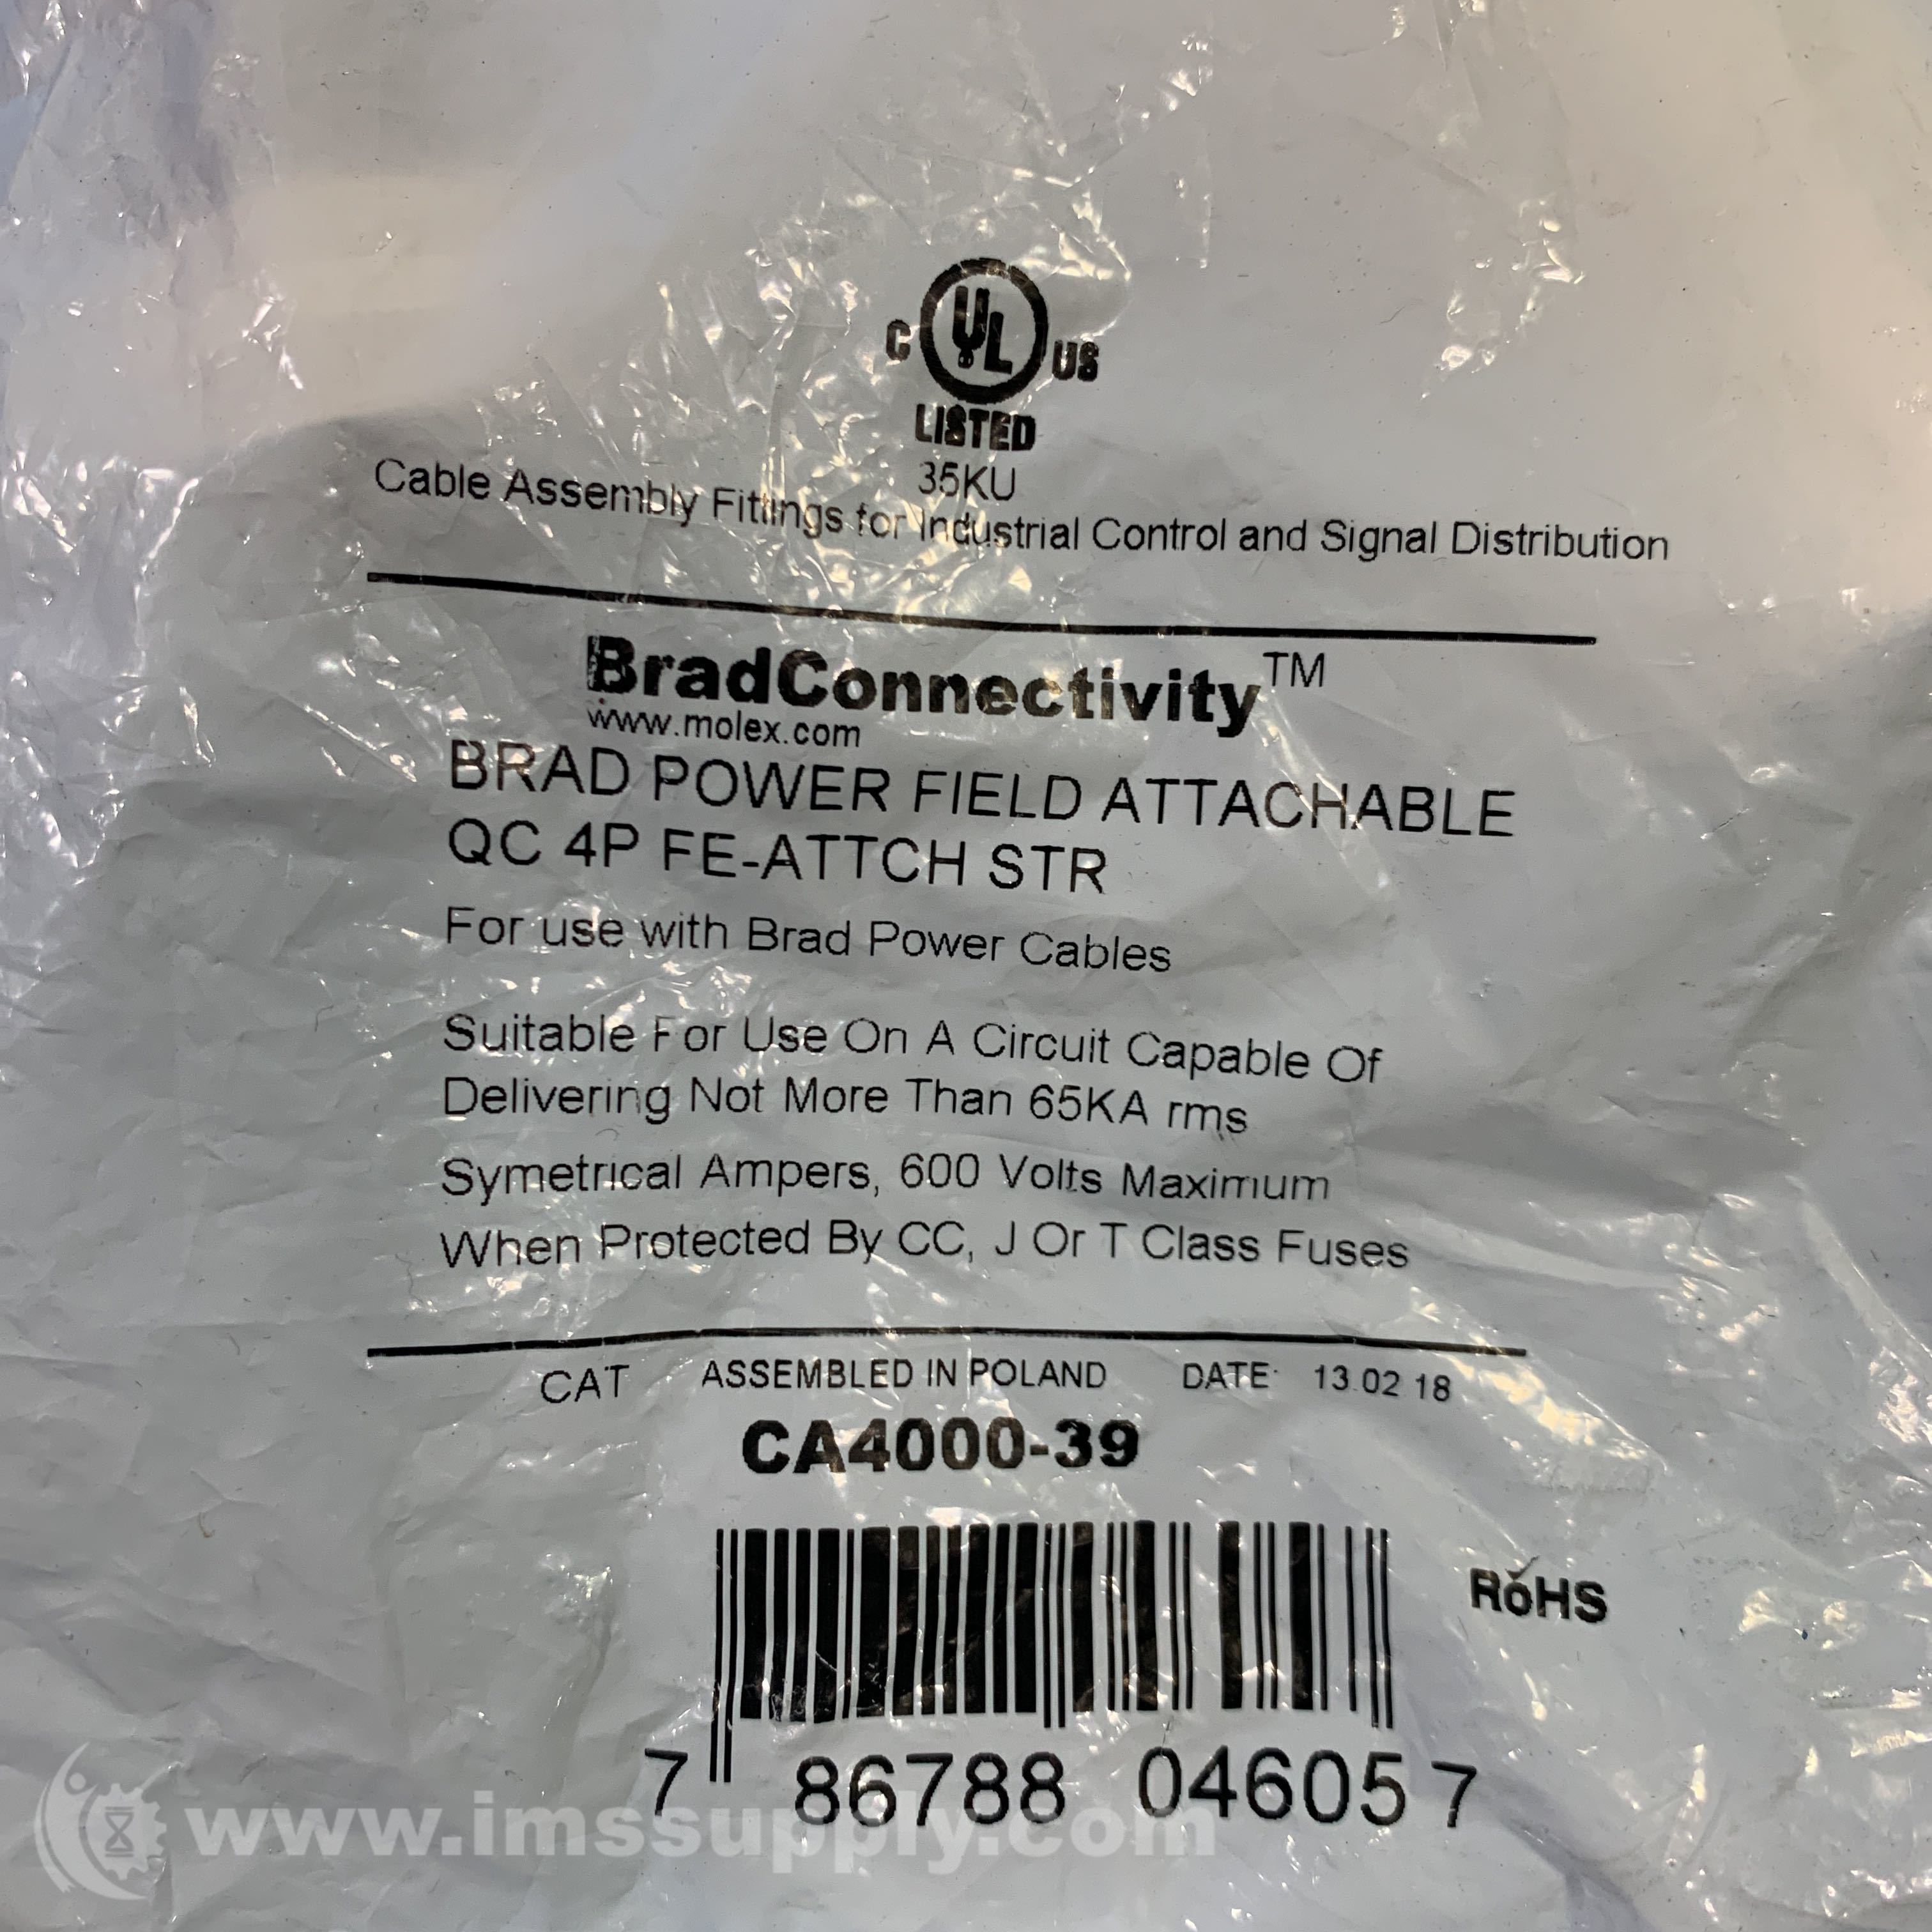 C UL US
LISTED
35KU
Cable Assembly Fittings for Industrial Control and Signal Distribution
BradConnectivity™
www.molex.com
BRAD POWER FIELD ATTACHABLE
QC 4P FE-ATTCH STR
For use with Brad Power Cables
Suitable For Use On A Circuit Capable Of
Delivering Not More Than 65KA rms
Symetrical Ampers, 600 Volts Maximum
When Protected By CC, J Or T Class Fuses
CAT ASSEMBLED IN POLAND DATE: 13.02.18
CA4000-39
RoHS
7 86788 04605 7
www.imssupply.com